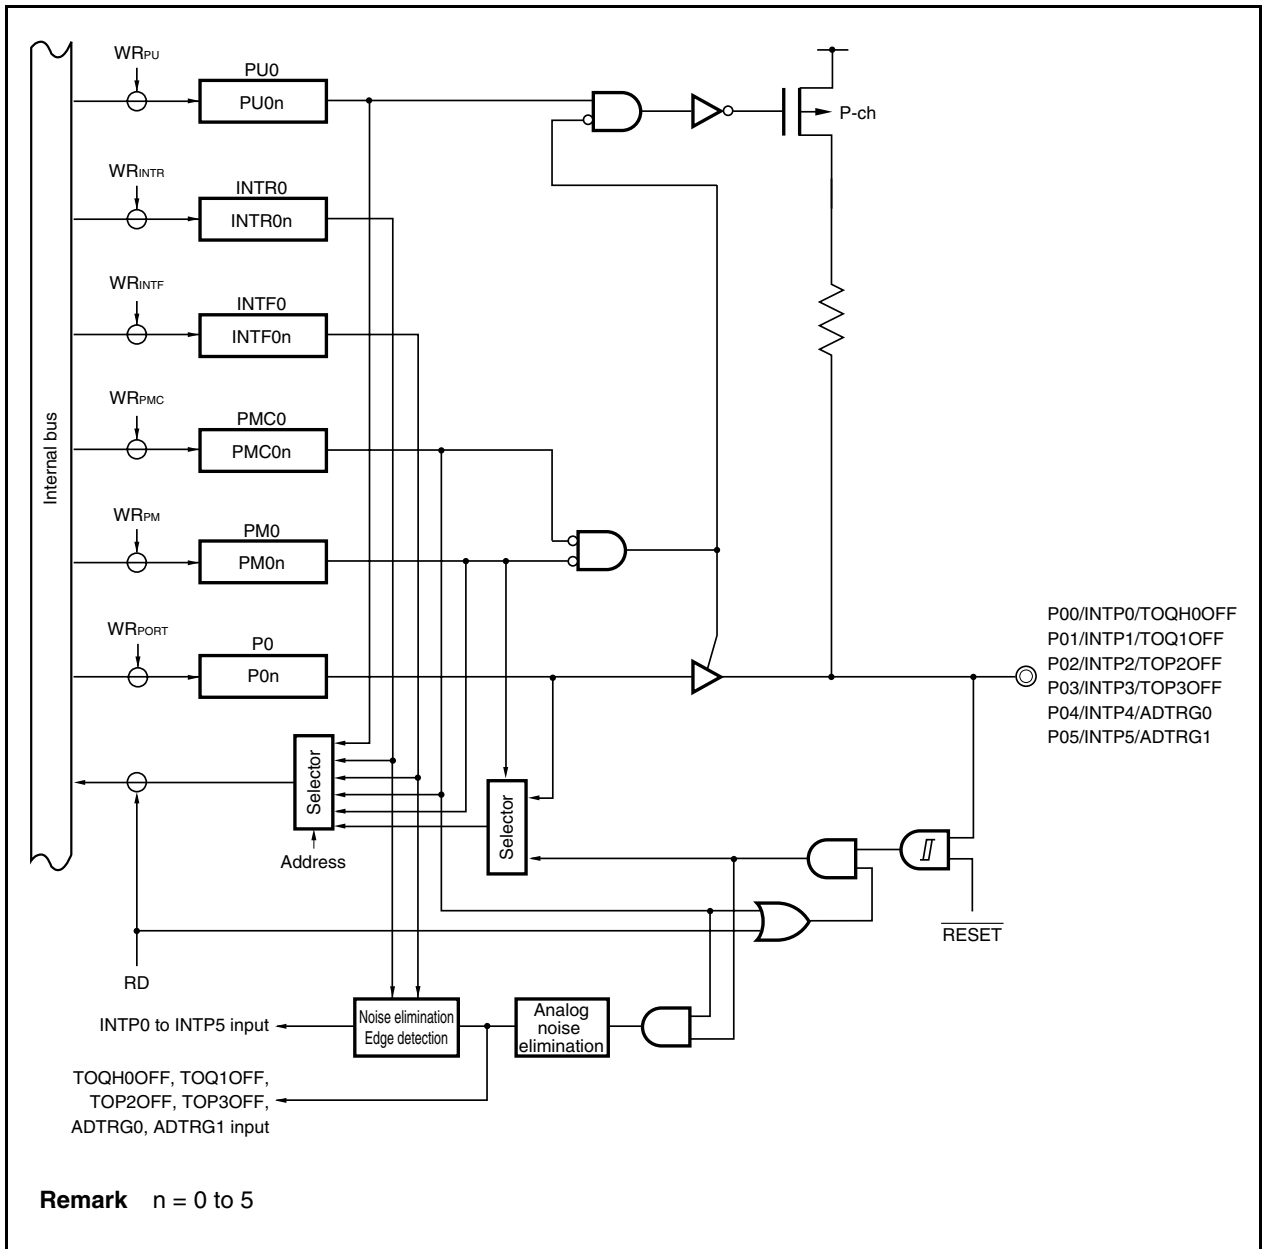 WRPU
PU0
PU0n
P-ch
WRINTR
INTR0
INTR0n
WRINTF
INTF0
INTF0n
WRPMC
PMC0
PMC0n
Internal bus
WRPM
PM0
PM0n
WRPORT
P0
P0n
P00/INTP0/TOQH0OFF
P01/INTP1/TOQ1OFF
P02/INTP2/TOP2OFF
P03/INTP3/TOP3OFF
P04/INTP4/ADTRG0
P05/INTP5/ADTRG1
Selector
Selector
Address
RESET
RD
Noise elimination
Edge detection
Analog
noise
elimination
INTP0 to INTP5 input
TOQH0OFF, TOQ1OFF,
TOP2OFF, TOP3OFF,
ADTRG0, ADTRG1 input
Remark n = 0 to 5